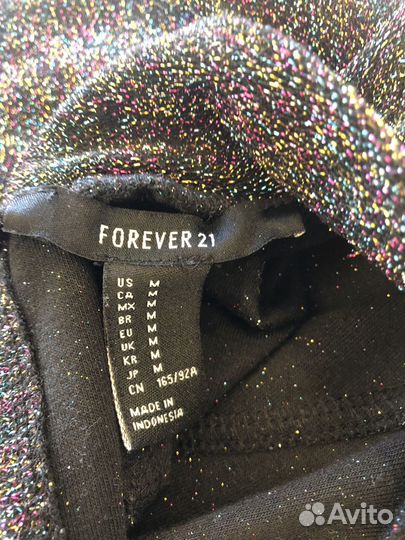 FOREVER 21
US M
CA M
MX M
BR M
EU M
UK M
KR M
JP M
CN 165/92A
MADE IN
INDONESIA
Avito